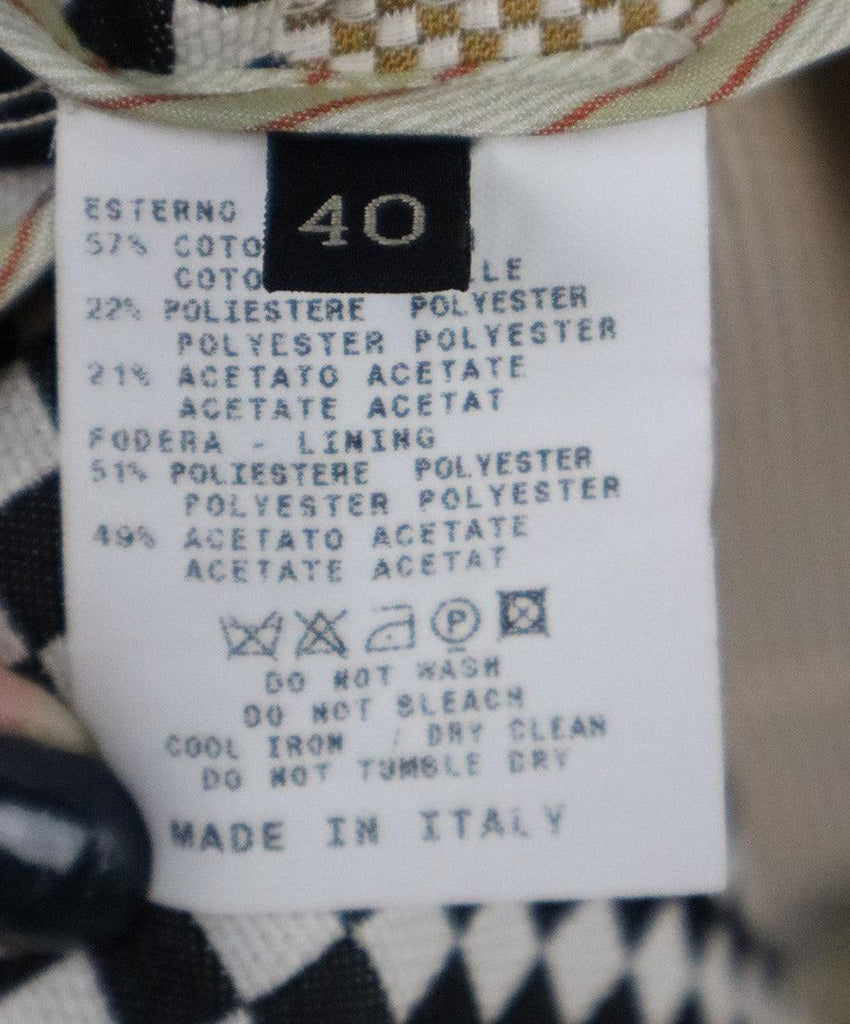 40
ESTERNO
57% COTO
COTO LLE
22% POLIESTERE POLYESTER
POLYESTER POLYESTER
21% ACETATO ACETATE
ACETATE ACETAT
FODERA - LINING
51% POLIESTERE POLYESTER
POLYESTER POLYESTER
49% ACETATO ACETATE
ACETATE ACETAT
P
DO NOT WASH
DO NOT BLEACH
COOL IRON / DRY CLEAN
DO NOT TUMBLE DRY
MADE IN ITALY